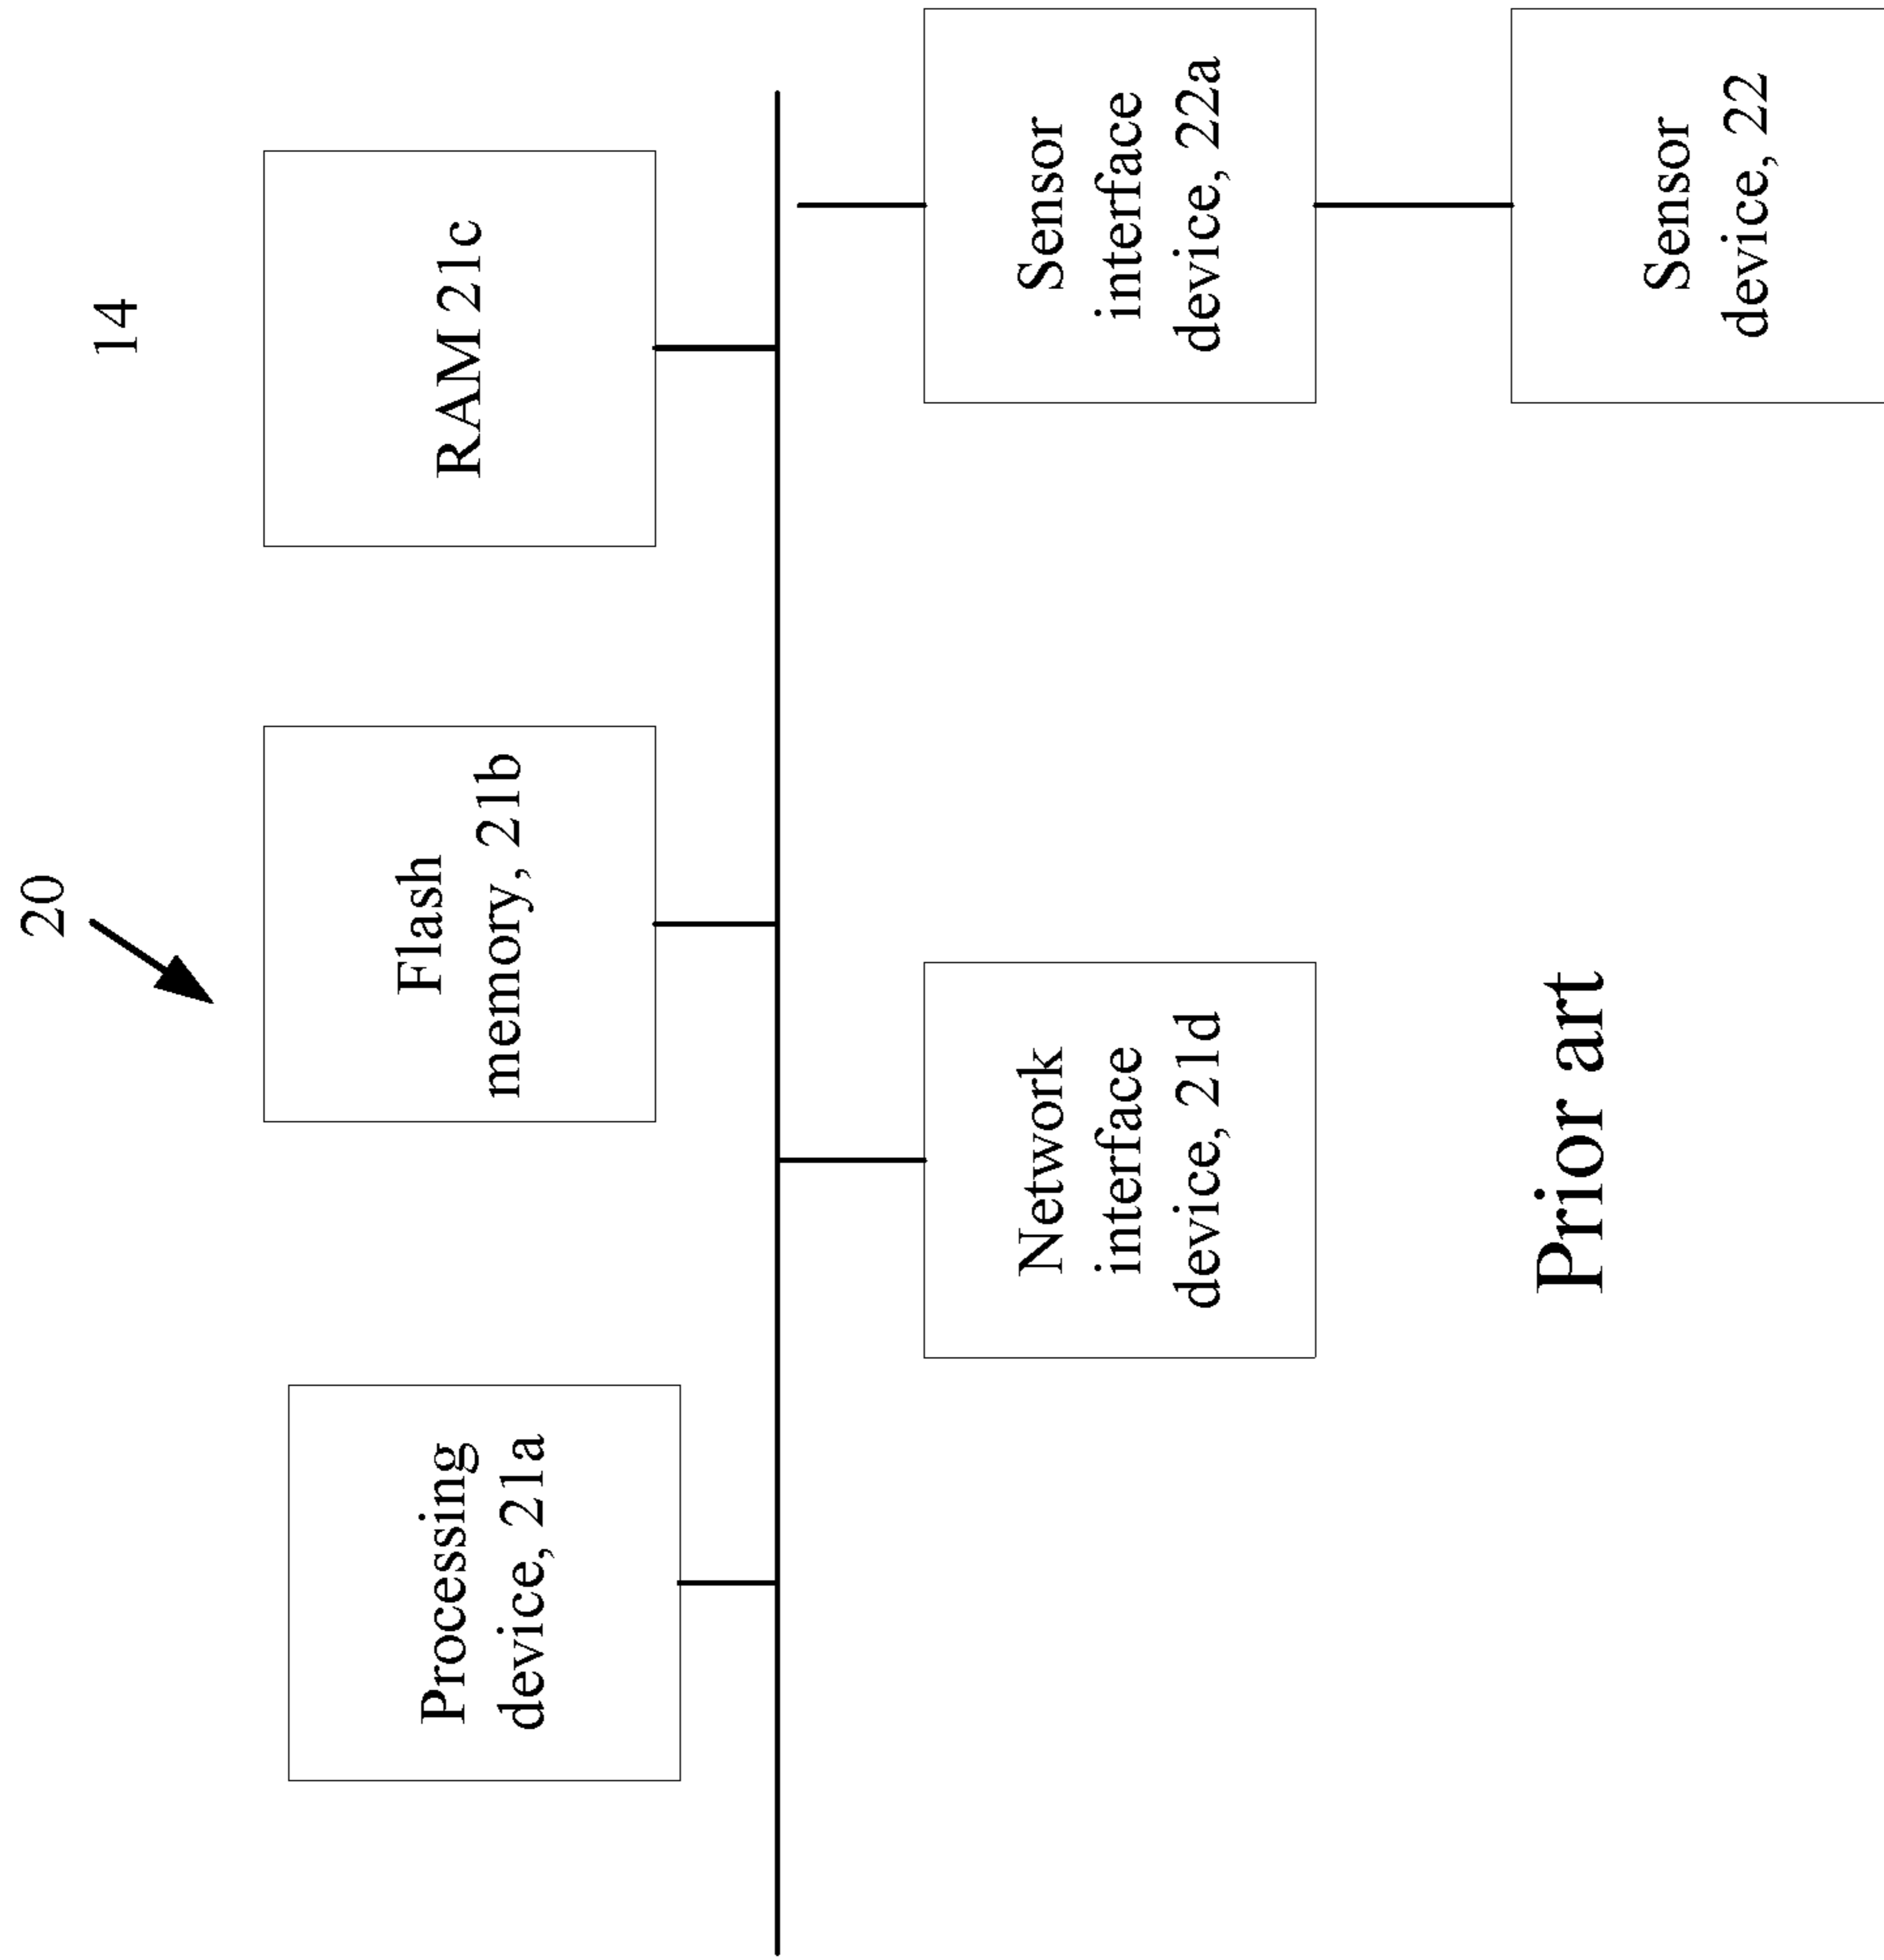 20
14
Processing
device, 21a
Flash
memory, 21b
RAM 21c
Network
interface
device, 21d
Sensor
interface
device, 22a
Prior art
Sensor
device, 22